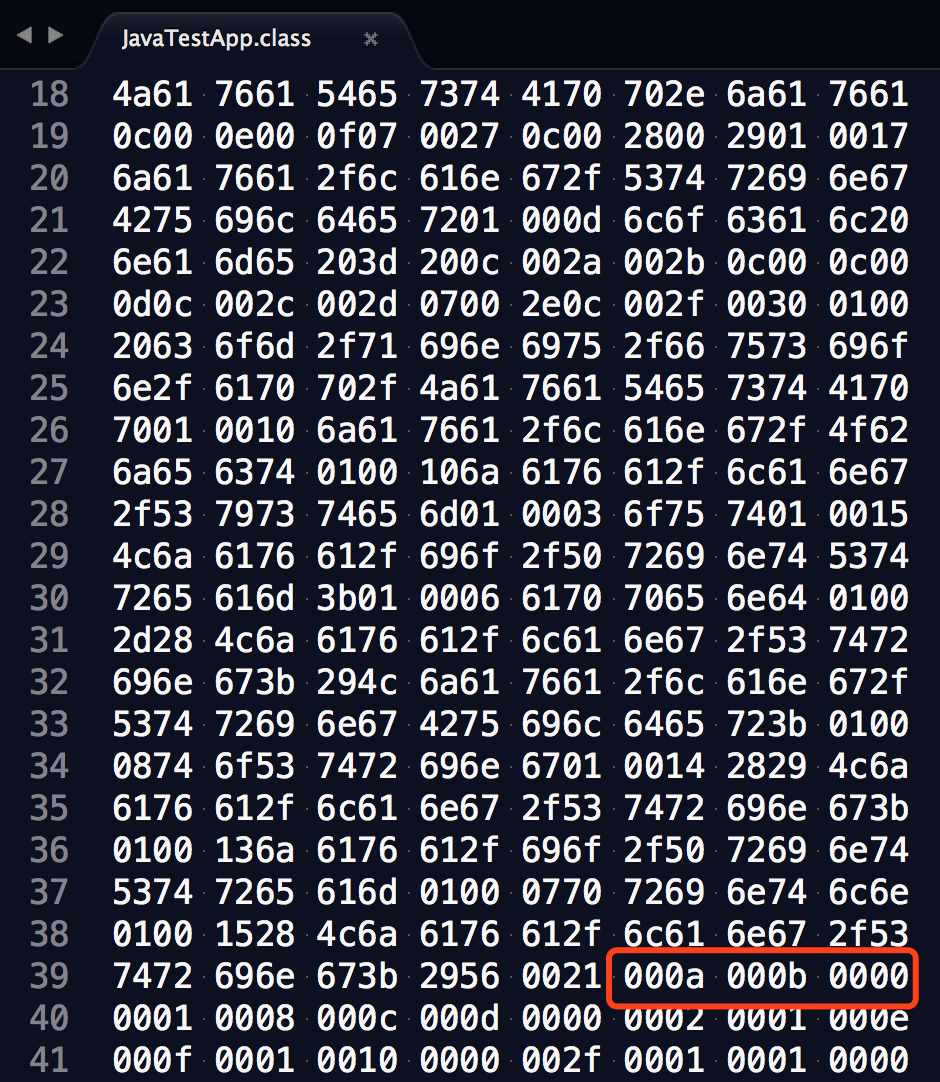 JavaTestApp.class
18 4a61 7661 5465 7374 4170 702e 6a61 7661
19 0c00 0e00 0f07 0027 0c00 2800 2901 0017
20 6a61 7661 2f6c 616e 672f 5374 7269 6e67
21 4275 696c 6465 7201 000d 6c6f 6361 6c20
22 6e61 6d65 203d 200c 002a 002b 0c00 0c00
23 0d0c 002c 002d 0700 2e0c 002f 0030 0100
24 2063 6f6d 2f71 696e 6975 2f66 7573 696f
25 6e2f 6170 702f 4a61 7661 5465 7374 4170
26 7001 0010 6a61 7661 2f6c 616e 672f 4f62
27 6a65 6374 0100 106a 6176 612f 6c61 6e67
28 2f53 7973 7465 6d01 0003 6f75 7401 0015
29 4c6a 6176 612f 696f 2f50 7269 6e74 5374
30 7265 616d 3b01 0006 6170 7065 6e64 0100
31 2d28 4c6a 6176 612f 6c61 6e67 2f53 7472
32 696e 673b 294c 6a61 7661 2f6c 616e 672f
33 5374 7269 6e67 4275 696c 6465 723b 0100
34 0874 6f53 7472 696e 6701 0014 2829 4c6a
35 6176 612f 6c61 6e67 2f53 7472 696e 673b
36 0100 136a 6176 612f 696f 2f50 7269 6e74
37 5374 7265 616d 0100 0770 7269 6e74 6c6e
38 0100 1528 4c6a 6176 612f 6c61 6e67 2f53
39 7472 696e 673b 2956 0021 000a 000b 0000
40 0001 0008 000c 000d 0000 0002 0001 000e
41 000f 0001 0010 0000 002f 0001 0001 0000